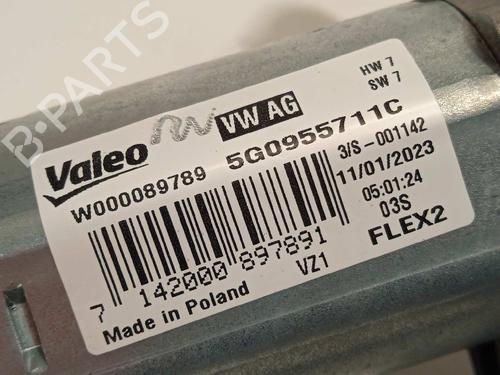 HW 7
SW 7
Valeo VW AG
W000089789 5G0955711C
3/S-001142
11/01/2023
05:01:24
03S
FLEX2
7 142000 897891
VZ1
Made in Poland
B-PARTS